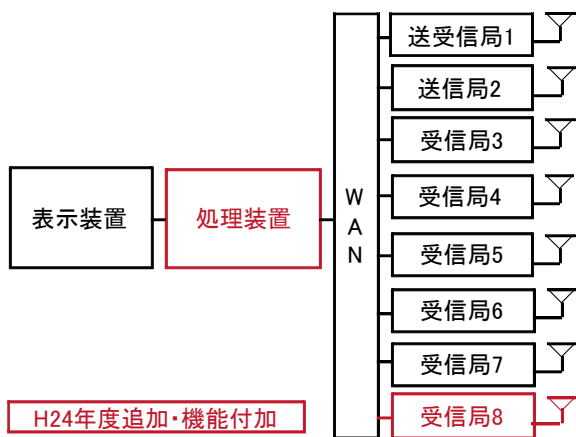 表示装置
処理装置
W
A
N
送受信局1
送信局2
受信局3
受信局4
受信局5
受信局6
受信局7
受信局8
H24年度追加・機能付加